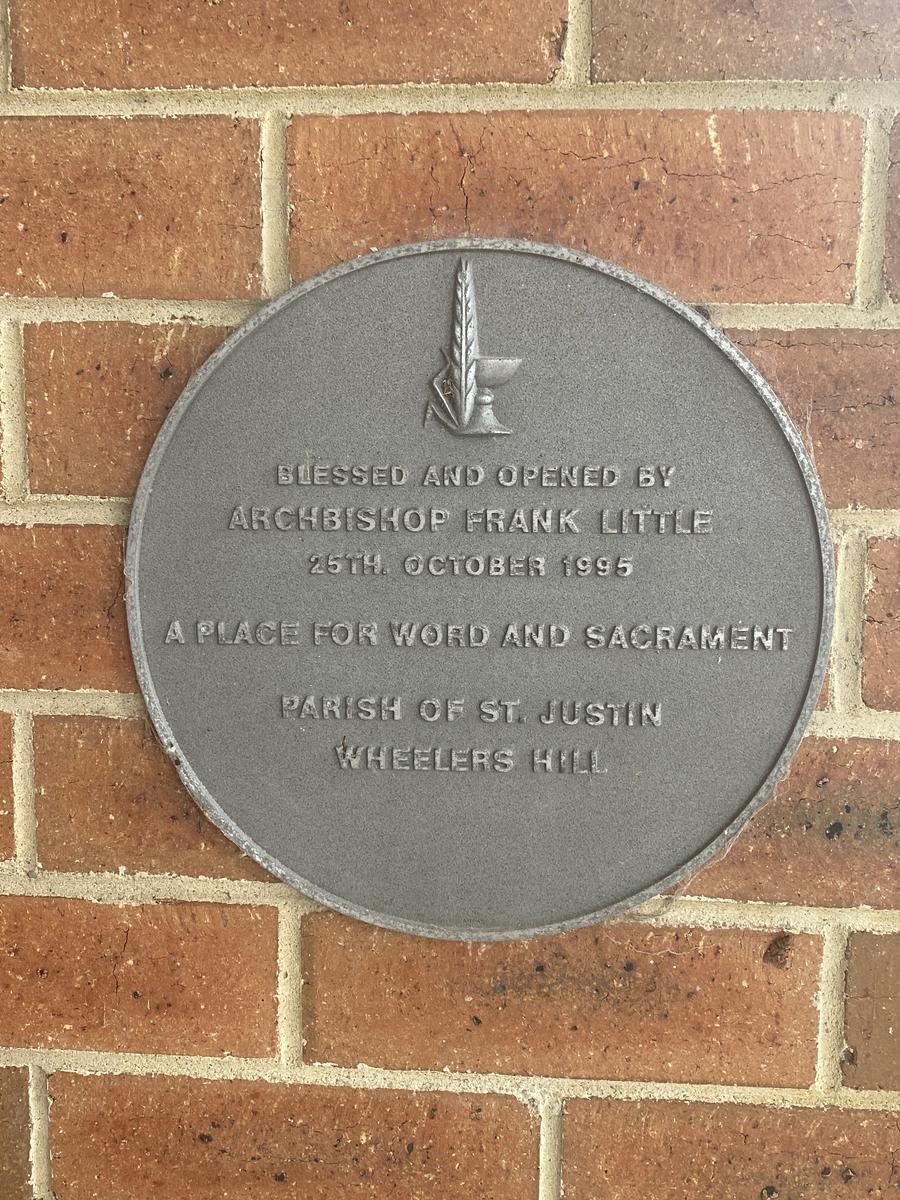 BLESSED AND OPENED BY
ARCHBISHOP FRANK LITTLE
25TH. OCTOBER 1995
A PLACE FOR WORD AND SACRAMENT
PARISH OF ST. JUSTIN
WHEELERS HILL